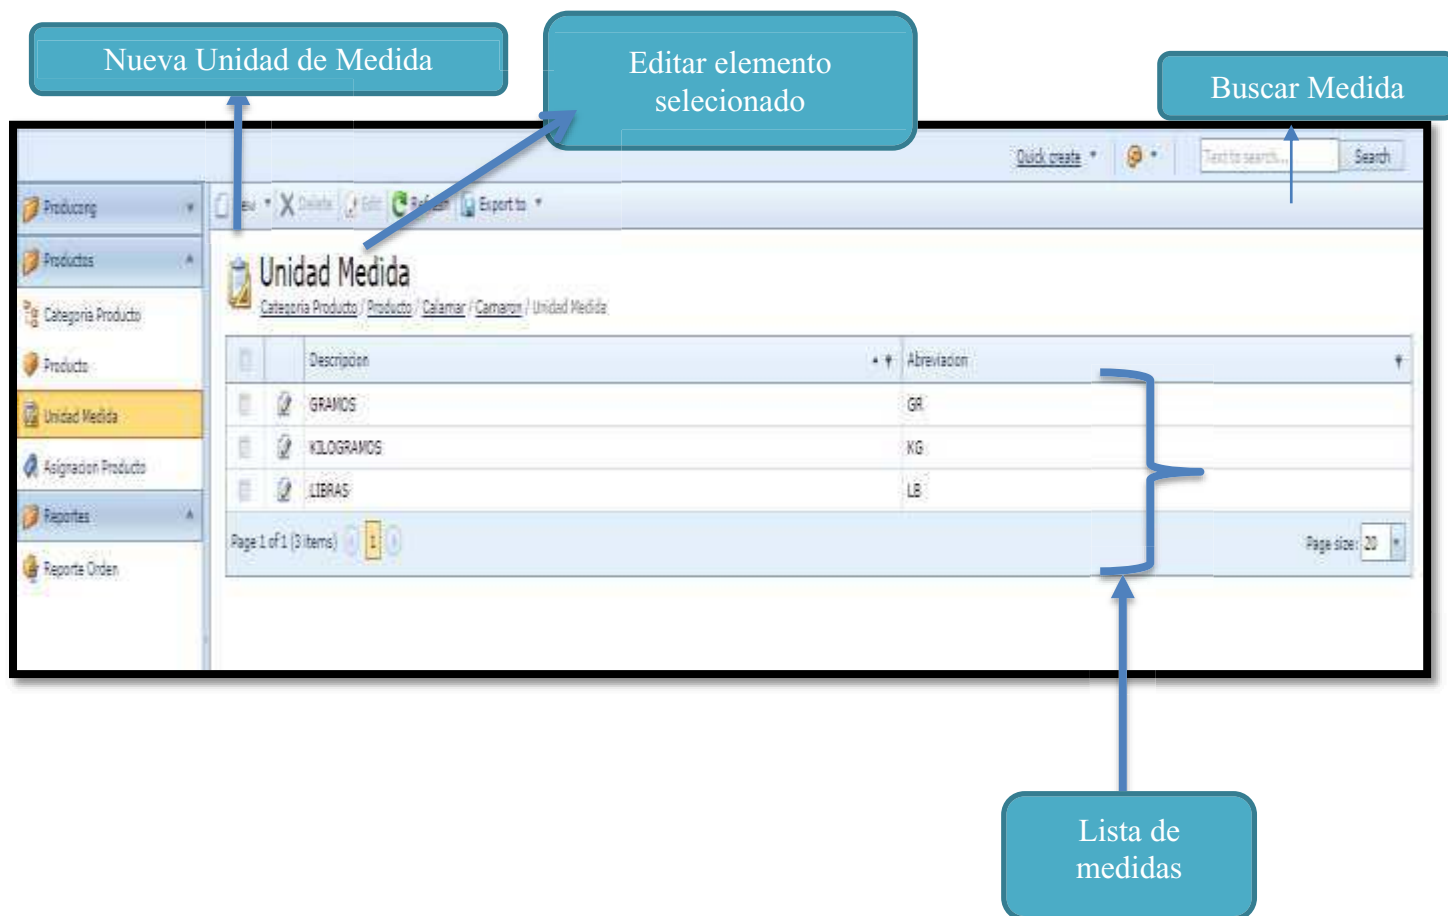 Nueva Unidad de Medida
Editar elemento
selecionado
Buscar Medida
Quick create
Text to search...
Search
Producong
New
Delete
Edit
Refresh
Export to
Productos
Categoria Producto
Producto
Unidad Medida
Asignacion Producto
Reportes
Reporte Orden
Unidad Medida
Categoria Producto / Producto / Calamar / Camaron / Unidad Medida
Descripcion
Abreviacion
GRAMOS
GR
KILOGRAMOS
KG
LIBRAS
LB
Page 1 of 1 (3 items)
1
Page size: 20
Lista de
medidas